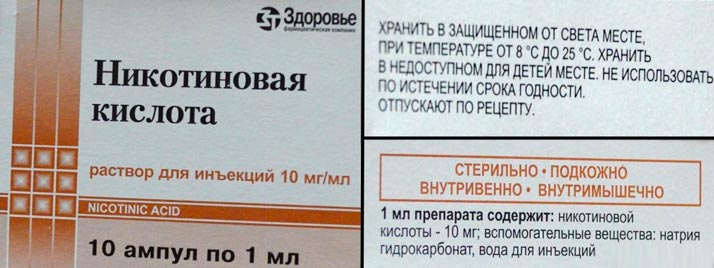 Здоровье
фармацевтическая компания
Никотиновая
кислота
раствор для инъекций 10 мг/мл
NICOTINIC ACID
10 ампул по 1 мл
ХРАНИТЬ В ЗАЩИЩЕННОМ ОТ СВЕТА МЕСТЕ,
ПРИ ТЕМПЕРАТУРЕ ОТ 8 °С ДО 25 °С. ХРАНИТЬ
В НЕДОСТУПНОМ ДЛЯ ДЕТЕЙ МЕСТЕ. НЕ ИСПОЛЬЗОВАТЬ
ПО ИСТЕЧЕНИИ СРОКА ГОДНОСТИ.
ОТПУСКАЮТ ПО РЕЦЕПТУ.
СТЕРИЛЬНО • ПОДКОЖНО
ВНУТРИВЕННО • ВНУТРИМЫШЕЧНО
1 мл препарата содержит: никотиновой
кислоты - 10 мг; вспомогательные вещества: натрия
гидрокарбонат, вода для инъекций